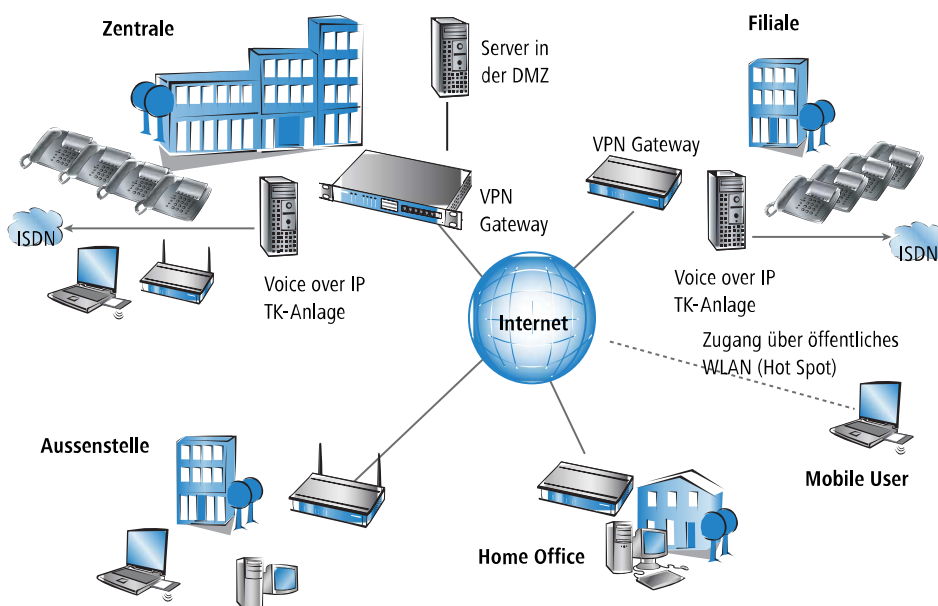 Zentrale
Server in
der DMZ
Filiale
VPN Gateway
VPN
Gateway
ISDN
Voice over IP
TK-Anlage
ISDN
Voice over IP
TK-Anlage
Internet
Zugang über öffentliches
WLAN (Hot Spot)
Aussenstelle
Mobile User
Home Office